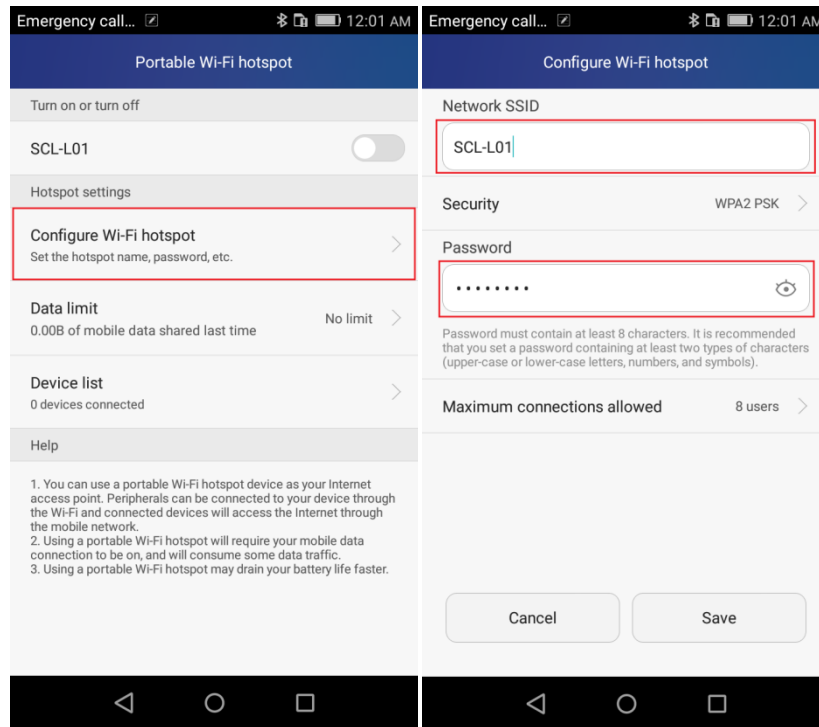 Emergency call... 12:01 AM
Portable Wi-Fi hotspot
Turn on or turn off
SCL-L01
Hotspot settings
Configure Wi-Fi hotspot
Set the hotspot name, password, etc.
Data limit
0.00B of mobile data shared last time
No limit
Device list
0 devices connected
Help
1. You can use a portable Wi-Fi hotspot device as your Internet
access point. Peripherals can be connected to your device through
the Wi-Fi and connected devices will access the Internet through
the mobile network.
2. Using a portable Wi-Fi hotspot will require your mobile data
connection to be on, and will consume some data traffic.
3. Using a portable Wi-Fi hotspot may drain your battery life faster.
Emergency call... 12:01 AM
Configure Wi-Fi hotspot
Network SSID
SCL-L01
Security WPA2 PSK
Password
········
Password must contain at least 8 characters. It is recommended
that you set a password containing at least two types of characters
(upper-case or lower-case letters, numbers, and symbols).
Maximum connections allowed 8 users
Cancel Save